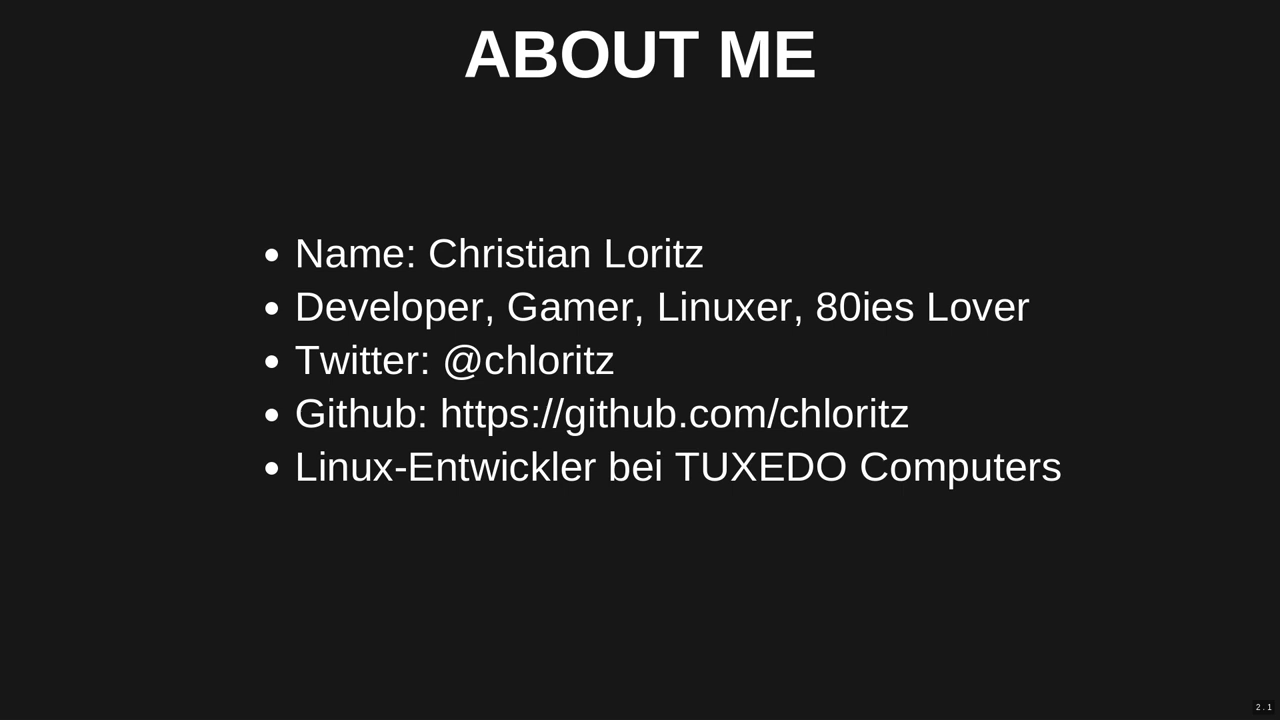 ABOUT ME
• Name: Christian Loritz
• Developer, Gamer, Linuxer, 80ies Lover
• Twitter: @chloritz
• Github: https://github.com/chloritz
• Linux-Entwickler bei TUXEDO Computers
2.1